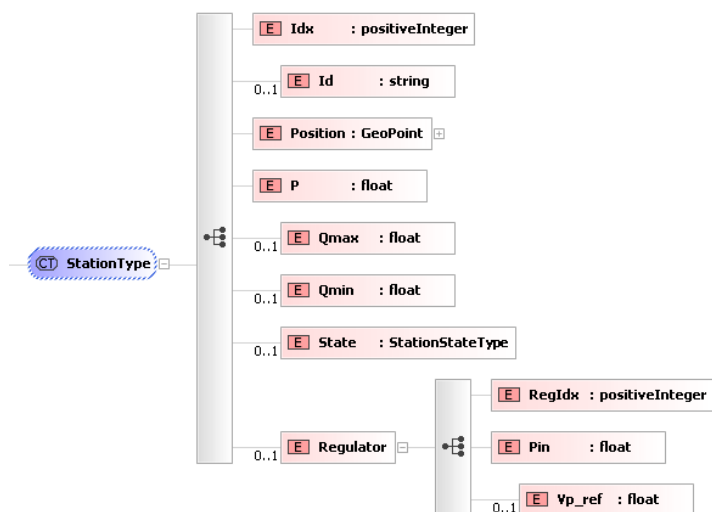 E Idx : positiveInteger
0..1 E Id : string
E Position : GeoPoint
E P : float
0..1 E Qmax : float
0..1 E Qmin : float
CT StationType
0..1 E State : StationStateType
0..1 E Regulator
E RegIdx : positiveInteger
E Pin : float
0..1 E Vp_ref : float